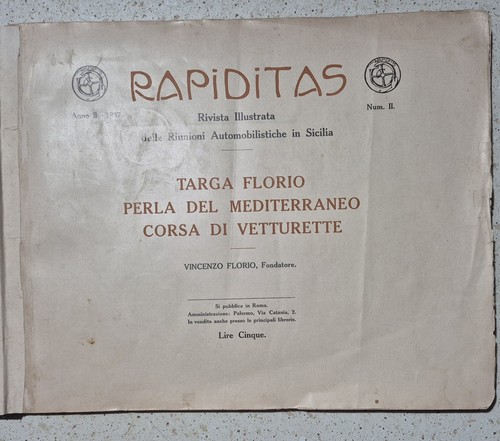 RAPIDITAS
Anno II - 1907
Num. II.
Rivista Illustrata
delle Riunioni Automobilistiche in Sicilia
TARGA FLORIO
PERLA DEL MEDITERRANEO
CORSA DI VETTURETTE
VINCENZO FLORIO, Fondatore.
Si pubblica in Roma.
Amministrazione: Palermo, Via Catania, 2.
In vendita anche presso le principali librerie.
Lire Cinque.